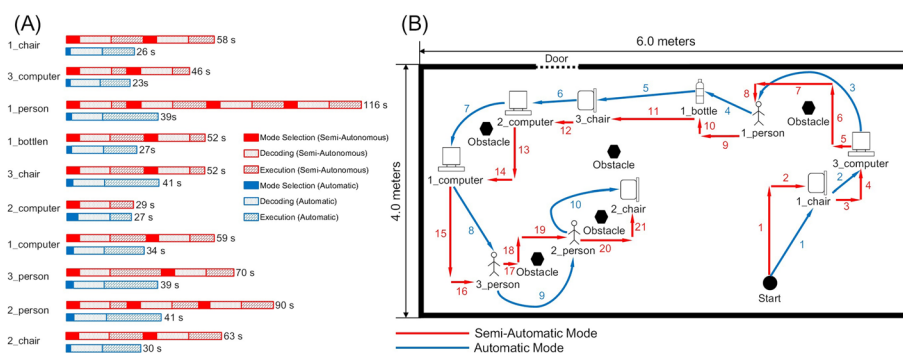 (A)
1_chair
58 s
26 s
3_computer
46 s
23s
1_person
116 s
39s
1_bottlen
52 s
27s
3_chair
52 s
41 s
2_computer
29 s
27 s
1_computer
59 s
34 s
3_person
70 s
39 s
2_person
90 s
41 s
2_chair
63 s
30 s
Mode Selection (Semi-Autonomous)
Decoding (Semi-Autonomous)
Execution (Semi-Autonomous)
Mode Selection (Automatic)
Decoding (Automatic)
Execution (Automatic)
(B)
6.0 meters
4.0 meters
Door
7 6 5 4 8 7 3
2_computer 3_chair 1_bottle 1_person
Obstacle
12 11 10 9 6 5
13
14
Obstacle
3_computer
1_computer
Obstacle
2 2 4
1_chair 3
10
2_chair
15 8
19 21
18
Obstacle
2_person 20
1 1
17
Obstacle
16
3_person
9
Start
Semi-Automatic Mode
Automatic Mode